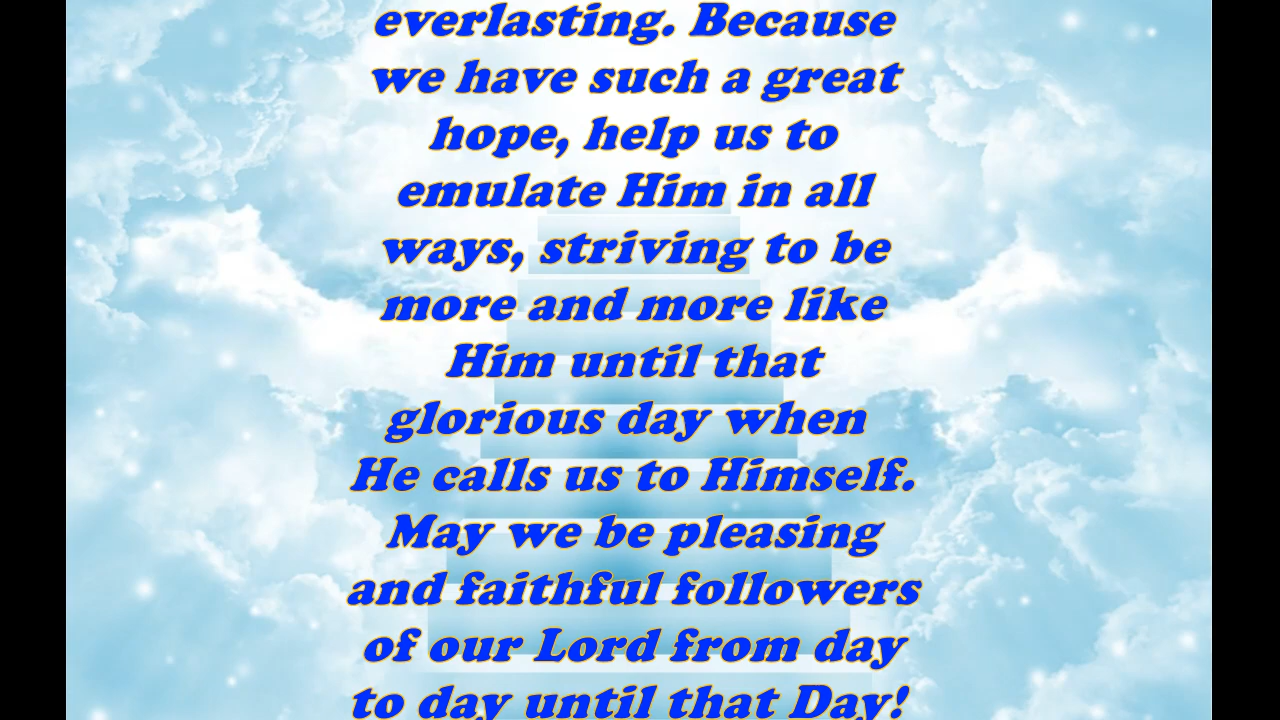 everlasting. Because
we have such a great
hope, help us to
emulate Him in all
ways, striving to be
more and more like
Him until that
glorious day when
He calls us to Himself.
May we be pleasing
and faithful followers
of our Lord from day
to day until that Day!